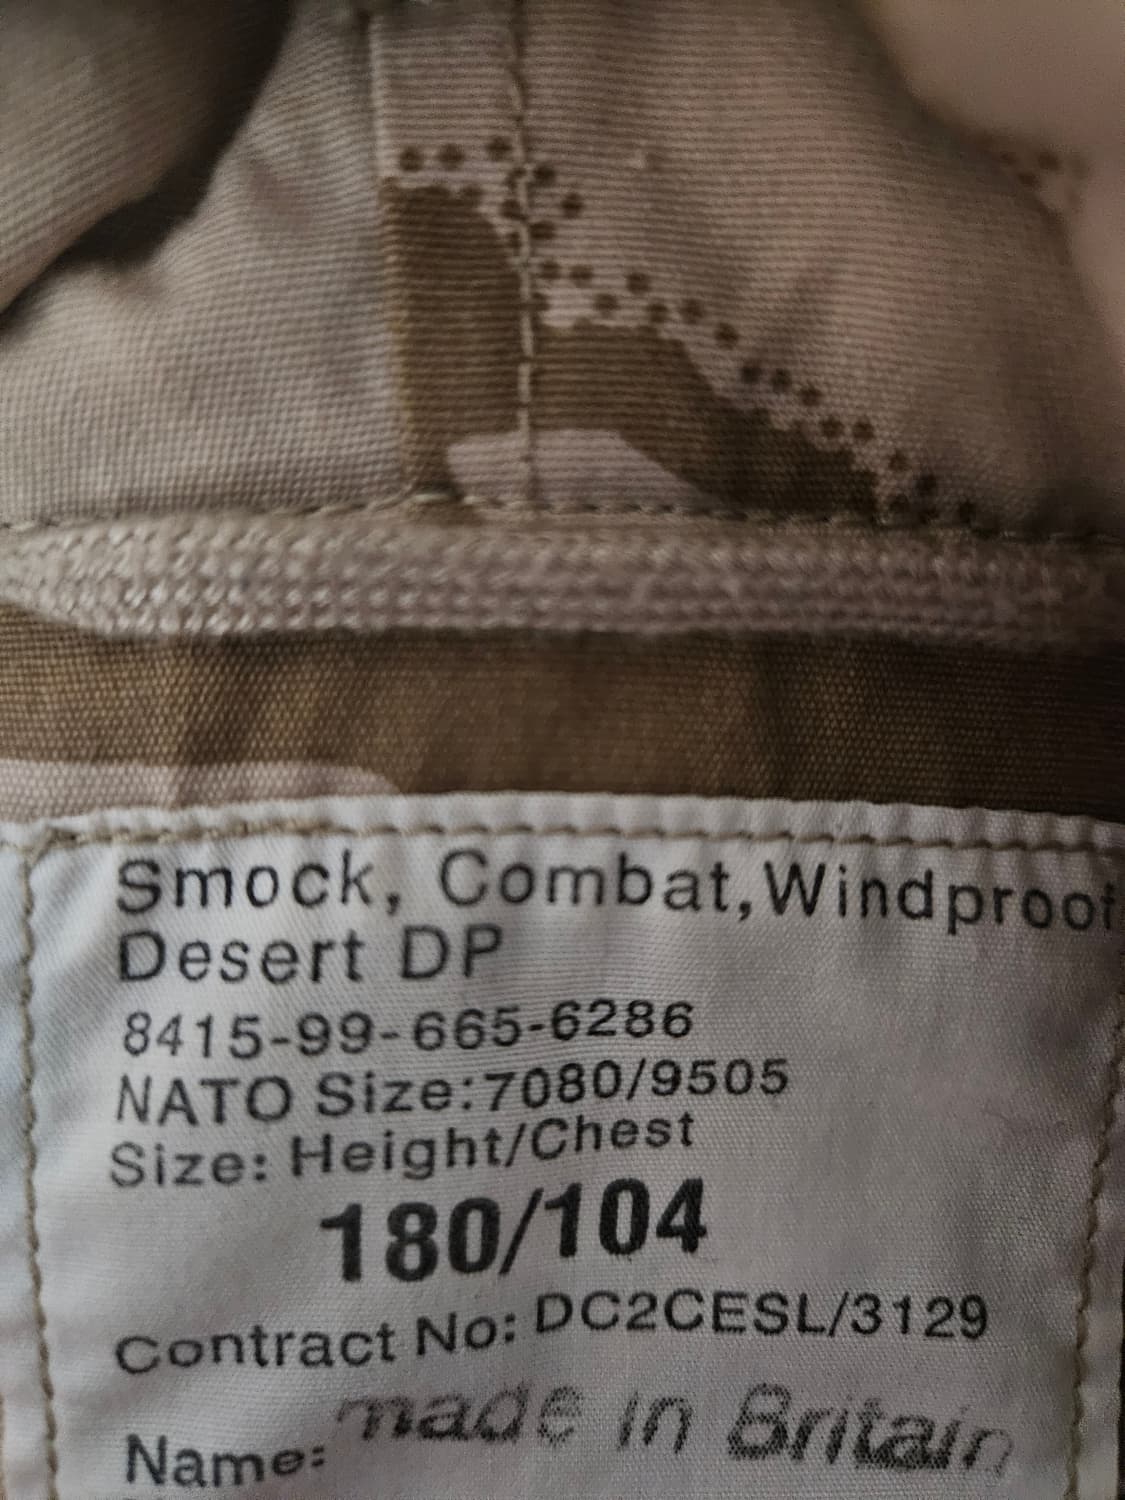 Smock, Combat,Windproof
Desert DP
8415-99-665-6286
NATO Size:7080/9505
Size: Height/Chest
180/104
Contract No: DC2CESL/3129
made in Britain
Name: